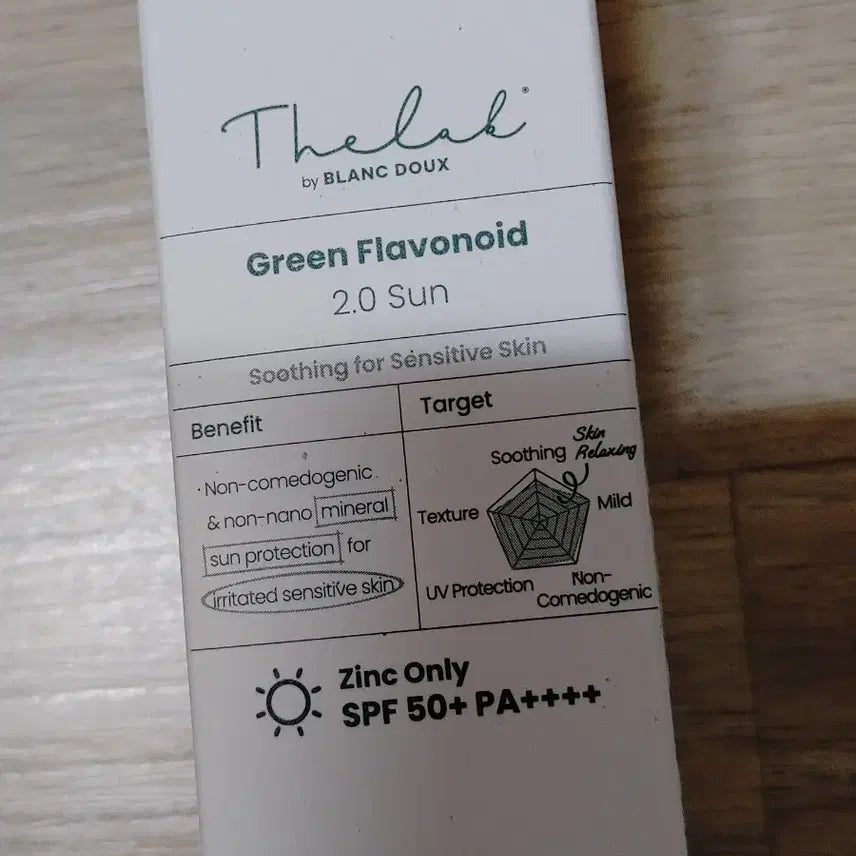 Thelab®
by BLANC DOUX
Green Flavonoid
2.0 Sun
Soothing for Sensitive Skin
Benefit
· Non-comedogenic
& non-nano mineral
sun protection for
irritated sensitive skin
Target
Skin
Relaxing
Soothing
Mild
Texture
UV Protection
Non-
Comedogenic
Zinc Only
SPF 50+ PA++++